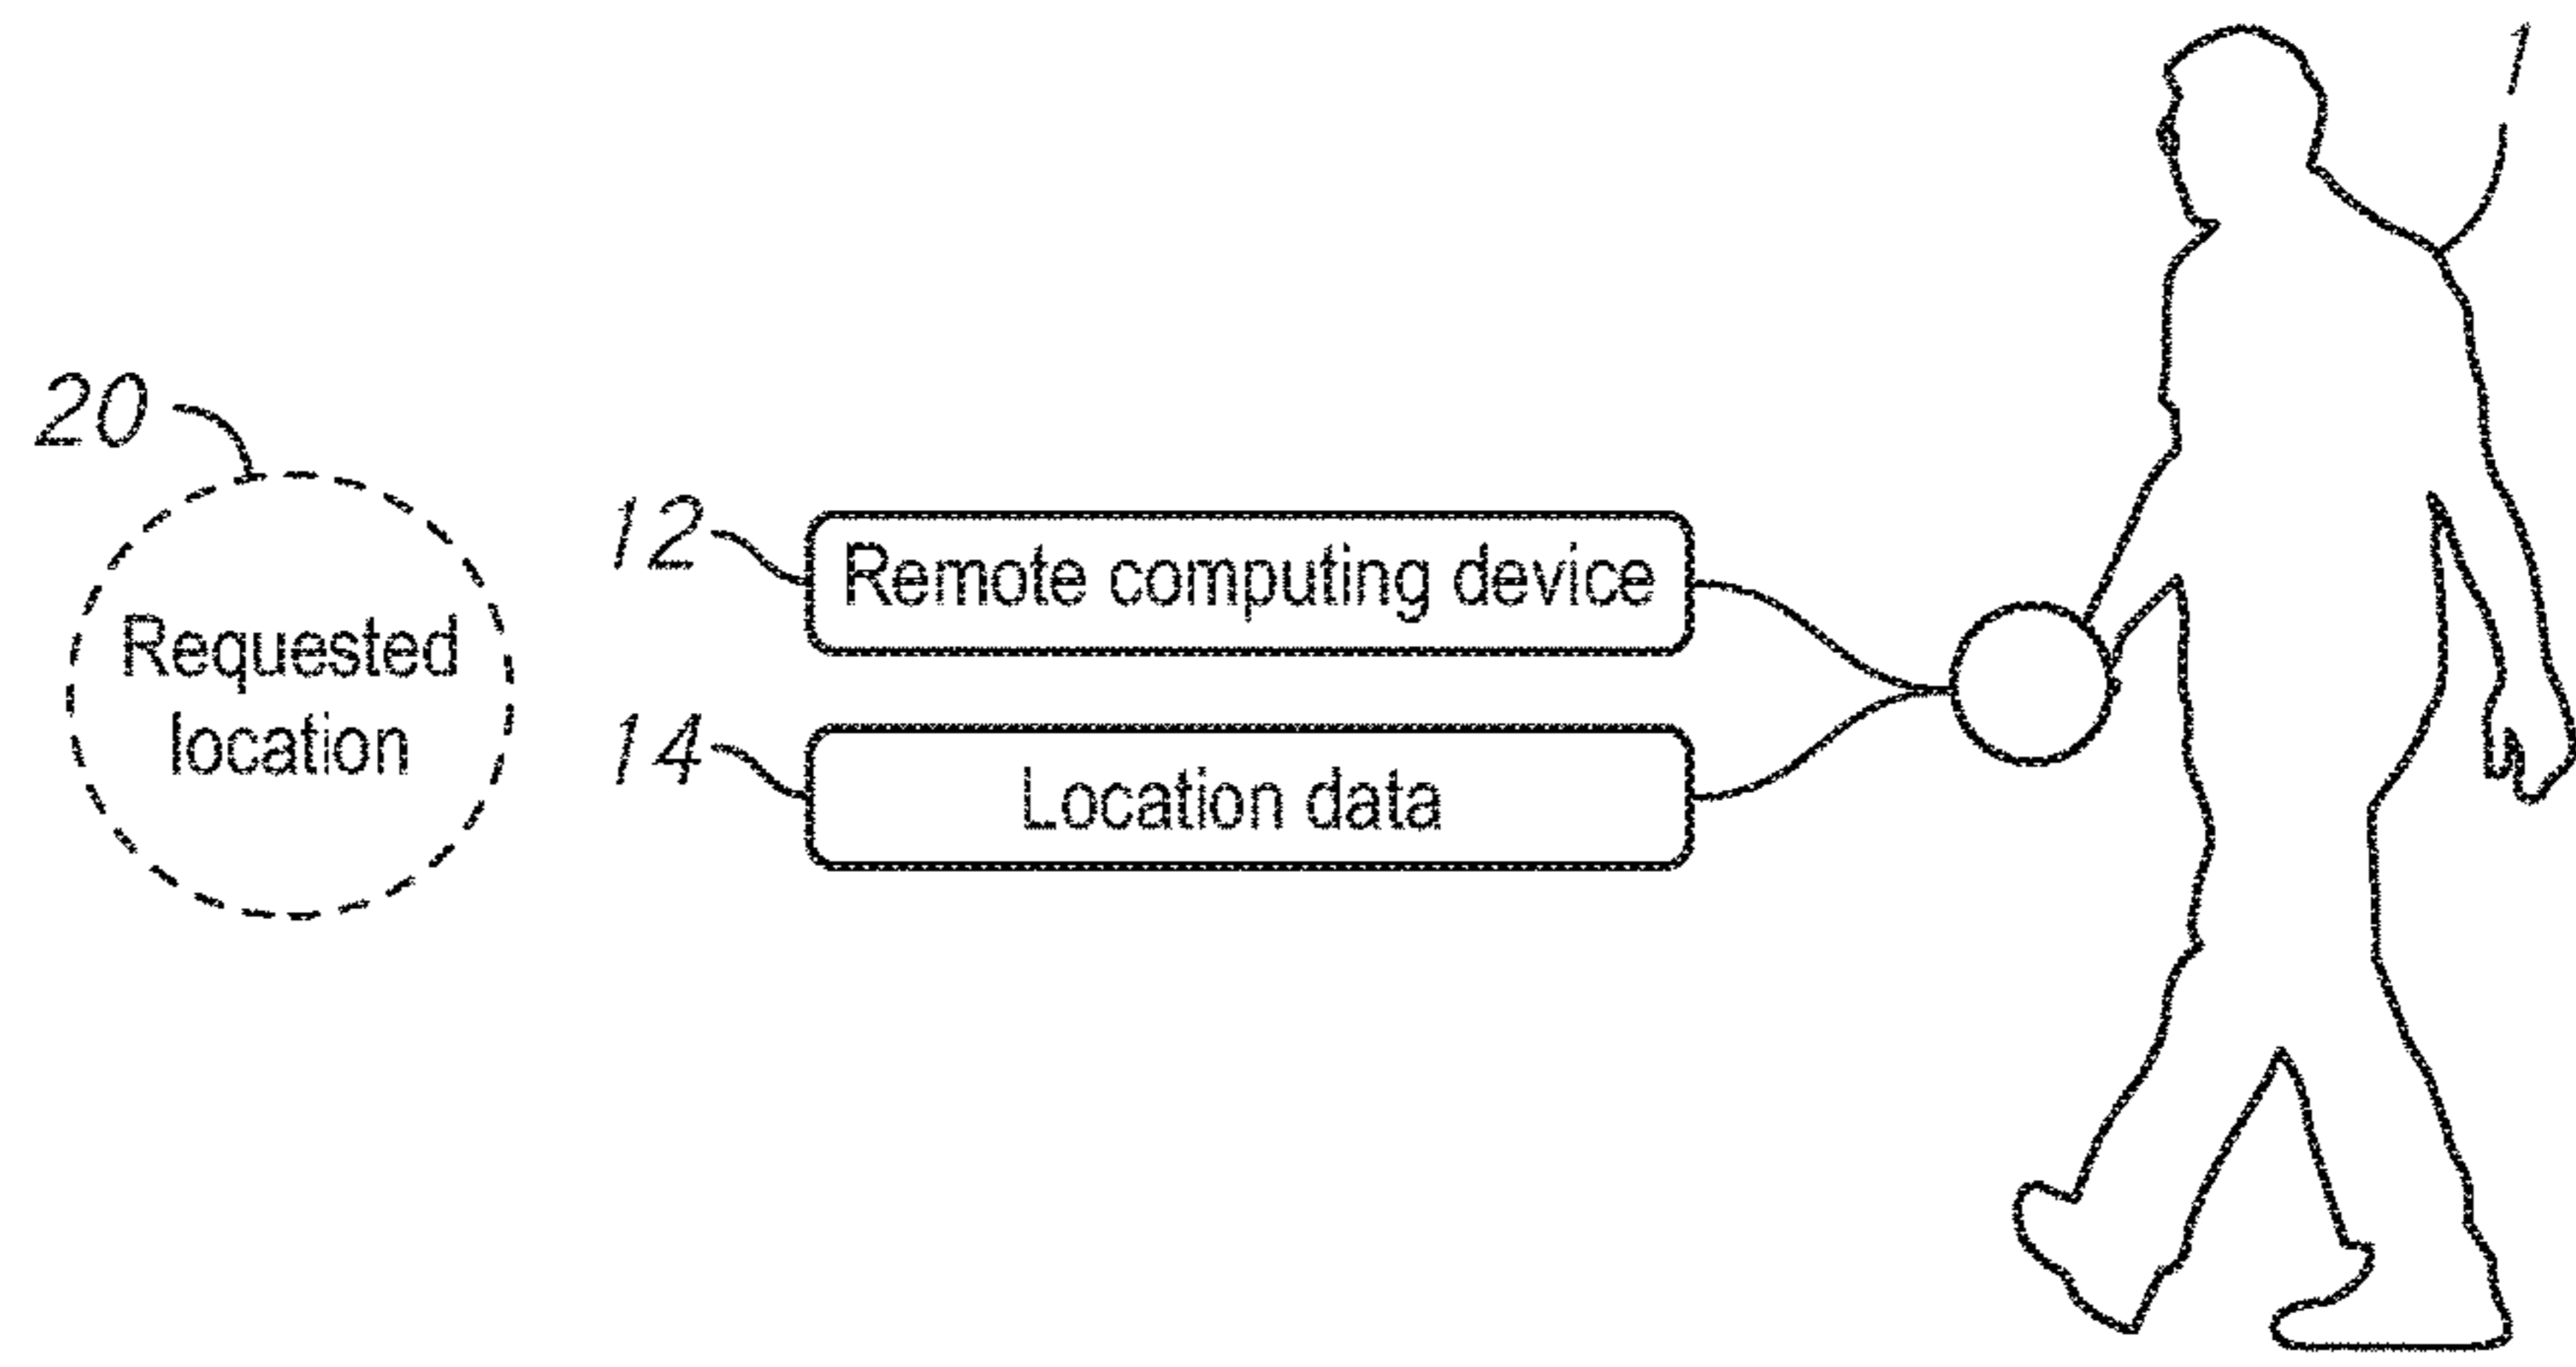 1
20
12
Remote computing device
Requested
location
14
Location data